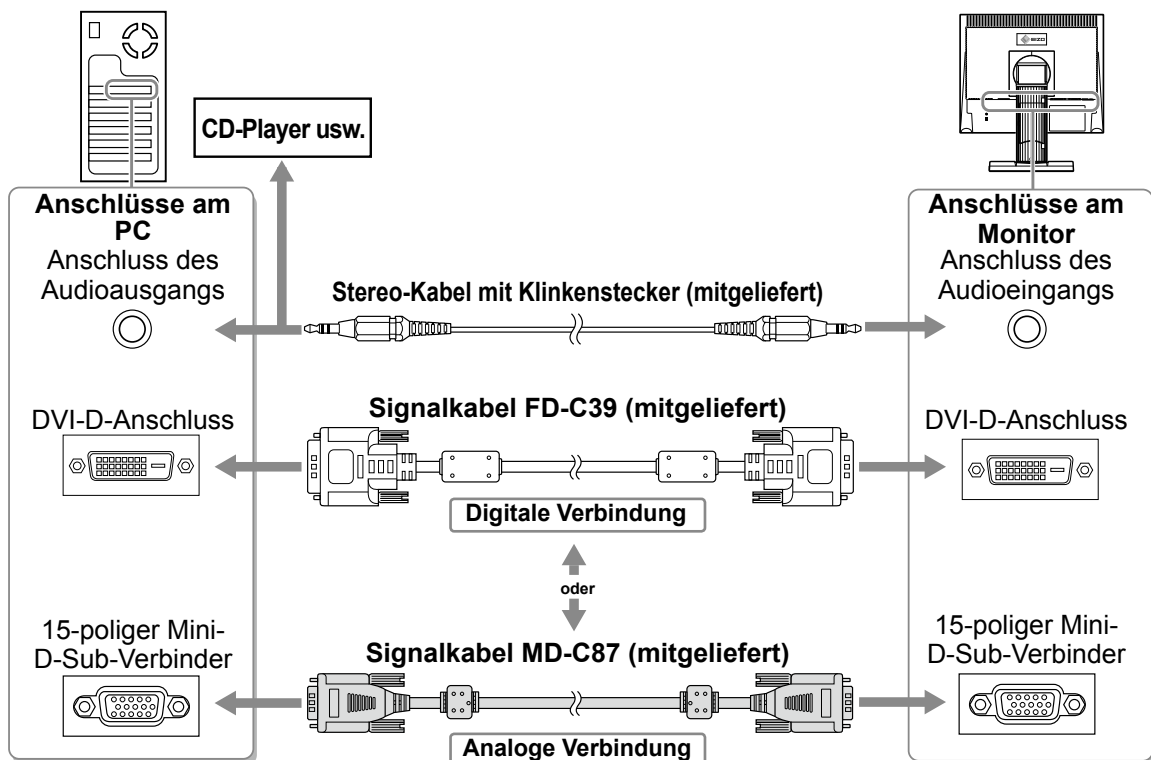 EIZO
CD-Player usw.
Anschlüsse am
PC
Anschluss des
Audioausgangs
Stereo-Kabel mit Klinkenstecker (mitgeliefert)
Anschlüsse am
Monitor
Anschluss des
Audioeingangs
DVI-D-Anschluss
Signalkabel FD-C39 (mitgeliefert)
DVI-D-Anschluss
Digitale Verbindung
oder
15-poliger Mini-
D-Sub-Verbinder
Signalkabel MD-C87 (mitgeliefert)
15-poliger Mini-
D-Sub-Verbinder
Analoge Verbindung